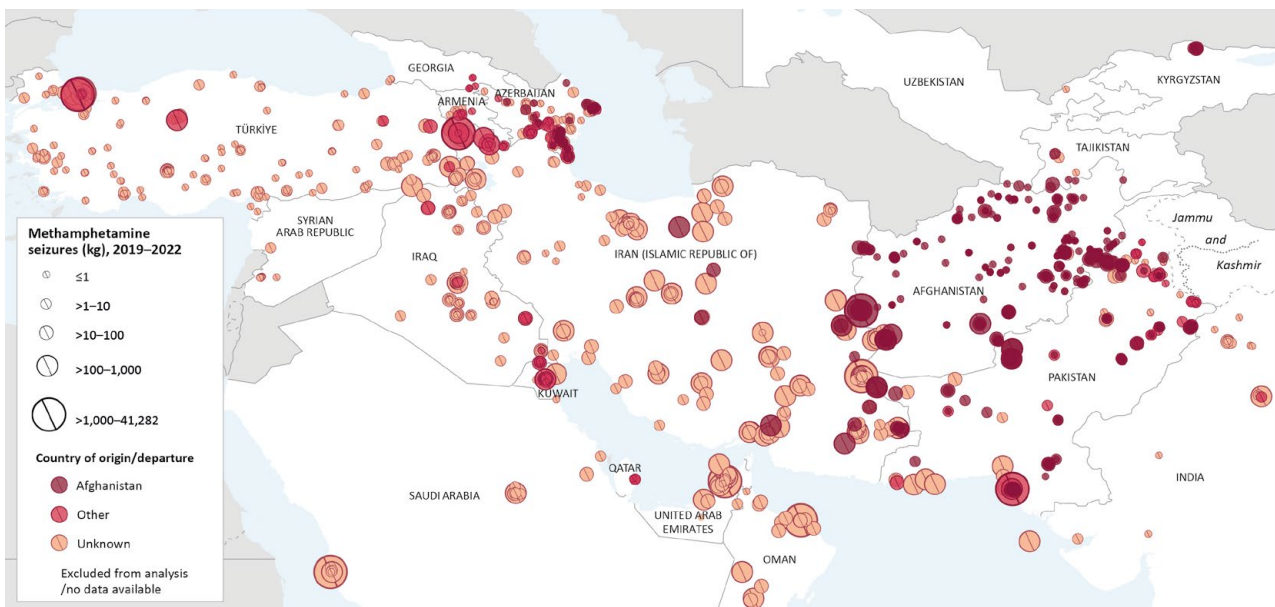 GEORGIA
UZBEKISTAN
KYRGYZSTAN
ARMENIA
AZERBAIJAN
TÜRKİYE
TAJIKISTAN
SYRIAN
ARAB REPUBLIC
IRAQ
IRAN (ISLAMIC REPUBLIC OF)
AFGHANISTAN
Jammu
and
Kashmir
PAKISTAN
KUWAIT
QATAR
SAUDI ARABIA
UNITED ARAB
EMIRATES
OMAN
INDIA
Methamphetamine
seizures (kg), 2019–2022
≤1
>1–10
>10–100
>100–1,000
>1,000–41,282
Country of origin/departure
Afghanistan
Other
Unknown
Excluded from analysis
/no data available